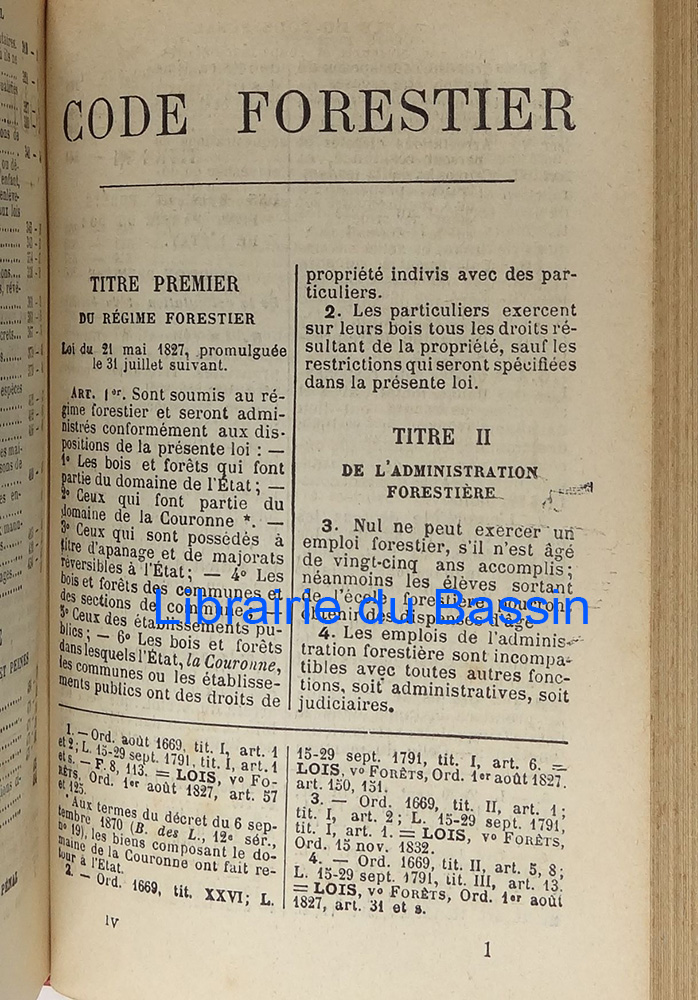 CODE FORESTIER
TITRE PREMIER
DU RÉGIME FORESTIER
Loi du 21 mai 1827, promulguée
le 31 juillet suivant.
ART. 1er. Sont soumis au ré-
gime forestier et seront admi-
nistrés conformément aux dis-
positions de la présente loi : —
1° Les bois et forêts qui font
partie du domaine de l'État ; —
2° Ceux qui font partie du
domaine de la Couronne *. —
3° Ceux qui sont possédés à
titre d'apanage et de majorats
réversibles à l'État ; — 4° Les
bois et forêts des communes et
des sections de commune ; —
5° Ceux des établissements pu-
blics ; — 6° Les bois et forêts
dans lesquels l'État, la Couronne,
les communes ou les établisse-
ments publics ont des droits de
propriété indivis avec des par-
ticuliers.
2. Les particuliers exercent
sur leurs bois tous les droits ré-
sultant de la propriété, sauf les
restrictions qui seront spécifiées
dans la présente loi.
TITRE II
DE L'ADMINISTRATION
FORESTIÈRE
3. Nul ne peut exercer un
emploi forestier, s'il n'est âgé
de vingt-cinq ans accomplis ;
néanmoins les élèves sortant
de l'école forestière pourront
obtenir des dispenses d'âge
4. Les emplois de l'adminis-
tration forestière sont incompa-
tibles avec toutes autres fonc-
tions, soit administratives, soit
judiciaires.
Librairie du Bassin
1. — Ord. août 1669, tit. I, art. 1
et 2 ; L. 15-29 sept. 1791, tit. I, art. 1
et s. — F. 8, 113. = LOIS, v° FO-
RÊTS, Ord. 1er août 1827, art. 57
et 125.
* Aux termes du décret du 6 sep-
tembre 1870 (B. des L., 12e sér.,
n° 19), les biens composant le do-
maine de la Couronne ont fait re-
tour à l'État.
2. — Ord. 1669, tit. XXVI ; L.
15-29 sept. 1791, tit. I, art. 6. =
LOIS, v° FORÊTS, Ord. 1er août 1827.
art. 150, 151.
3. — Ord. 1669, tit. II, art. 1 ;
tit. I, art. 2 ; L. 15-29 sept. 1791,
tit. I, art. 1. = LOIS, v° FORÊTS,
Ord. 15 nov. 1832.
4. — Ord. 1669, tit. II, art. 5, 8 ;
L. 15-29 sept. 1791, tit. III, art. 13.
= LOIS, v° FORÊTS, Ord. 1er août
1827, art. 31 et s.
IV
1